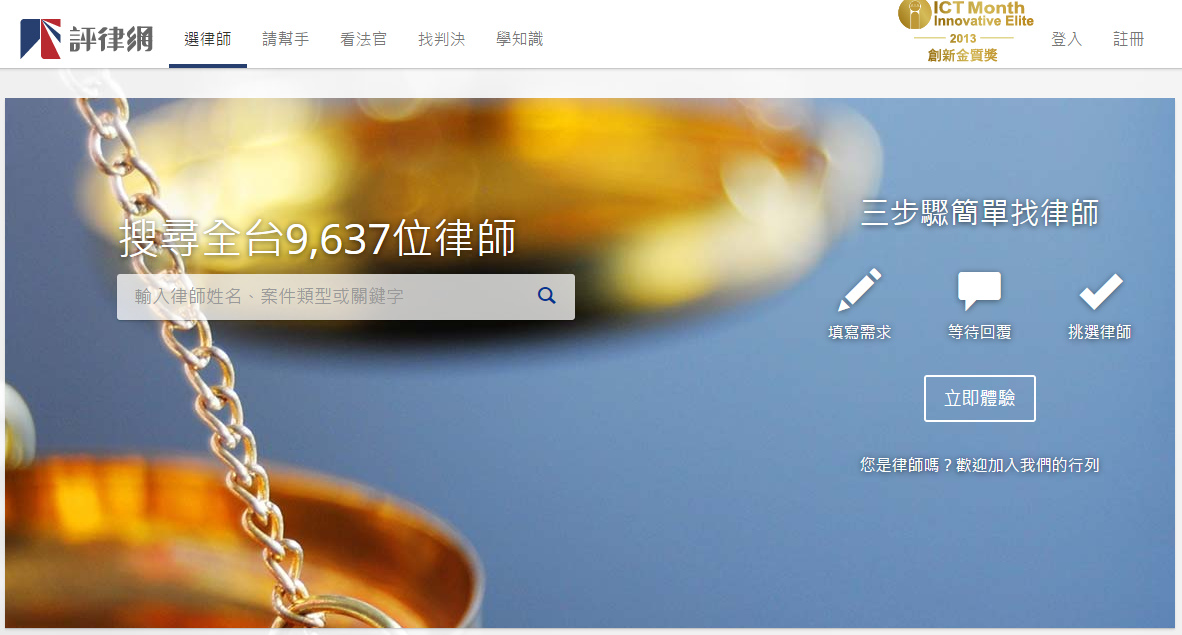 評律網
選律師
請幫手
看法官
找判決
學知識
ICT Month
Innovative Elite
2013
創新金質獎
登入
註冊
搜尋全台9,637位律師
輸入律師姓名、案件類型或關鍵字
三步驟簡單找律師
填寫需求
等待回覆
挑選律師
立即體驗
您是律師嗎？歡迎加入我們的行列